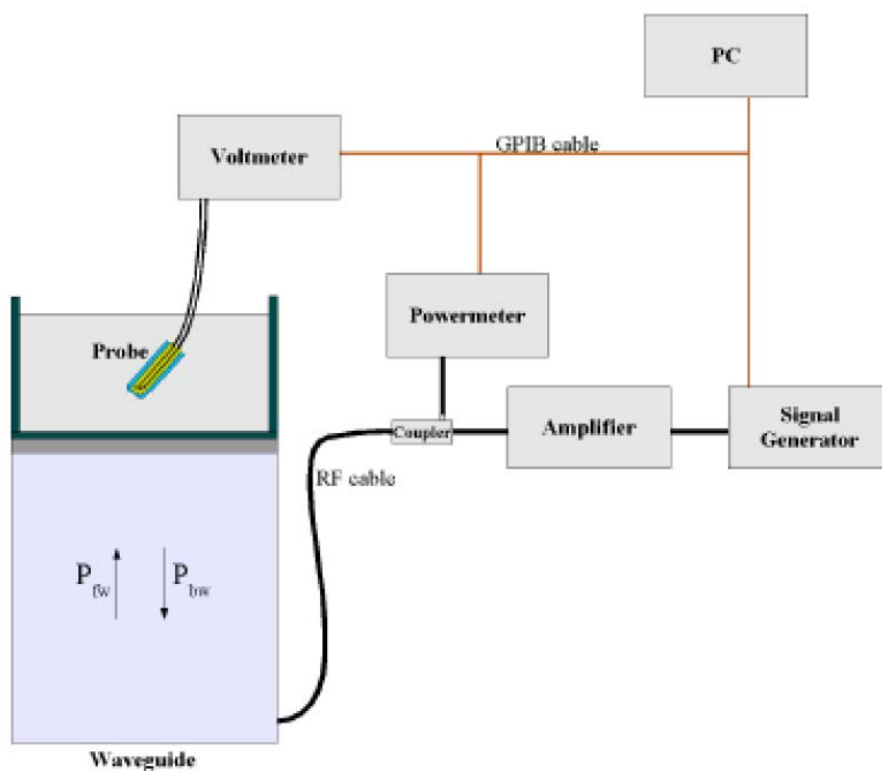 PC
Voltmeter
GPIB cable
Powermeter
Probe
Coupler
Amplifier
Signal
Generator
RF cable
P fw
P bw
Waveguide